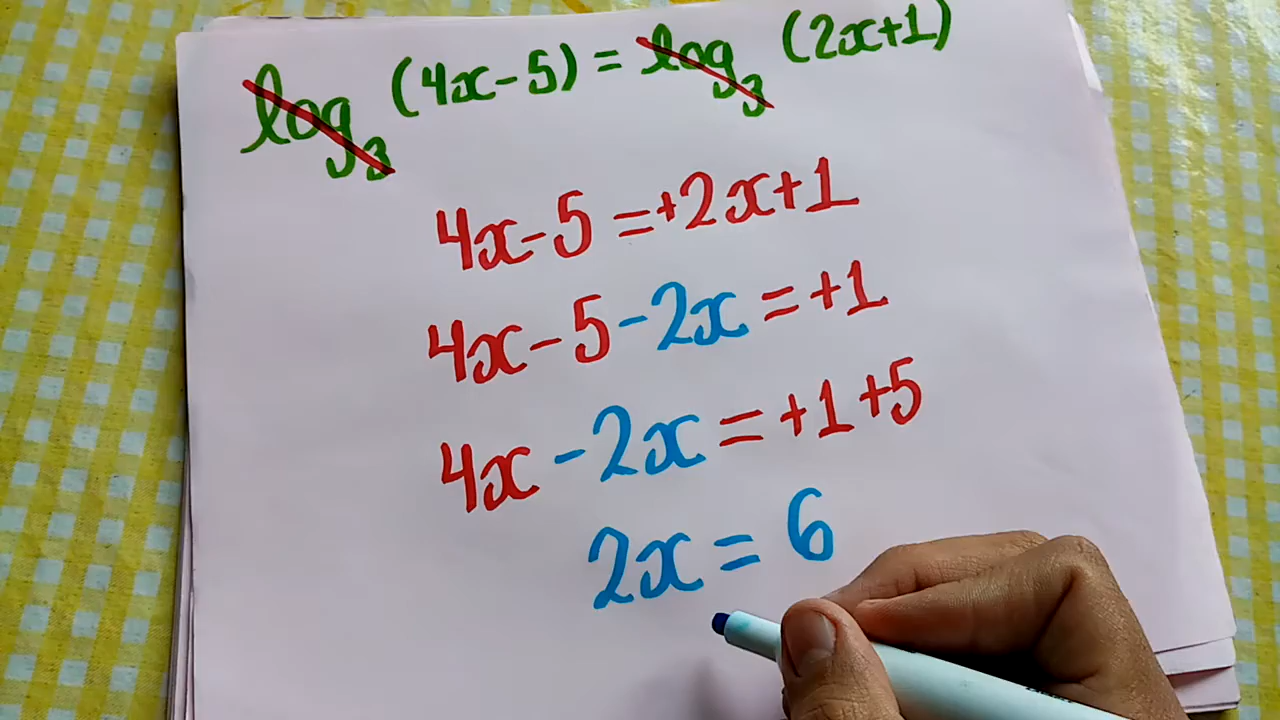 log₃ (4x-5) = log₃ (2x+1)
4x-5 =+2x+1
4x-5-2x = +1
4x-2x = +1+5
2x = 6